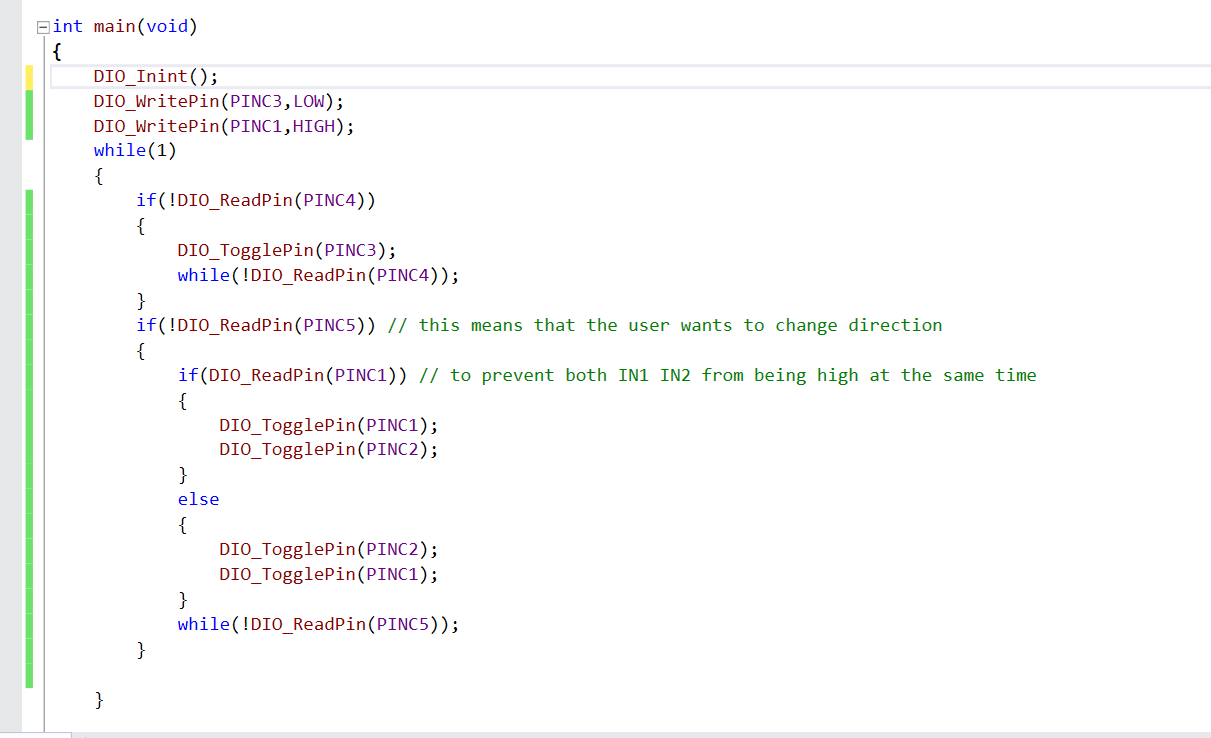 int main(void)
{
    DIO_Inint();
    DIO_WritePin(PINC3,LOW);
    DIO_WritePin(PINC1,HIGH);
    while(1)
    {
        if(!DIO_ReadPin(PINC4))
        {
            DIO_TogglePin(PINC3);
            while(!DIO_ReadPin(PINC4));
        }
        if(!DIO_ReadPin(PINC5)) // this means that the user wants to change direction
        {
            if(DIO_ReadPin(PINC1)) // to prevent both IN1 IN2 from being high at the same time
            {
                DIO_TogglePin(PINC1);
                DIO_TogglePin(PINC2);
            }
            else
            {
                DIO_TogglePin(PINC2);
                DIO_TogglePin(PINC1);
            }
            while(!DIO_ReadPin(PINC5));
        }

    }